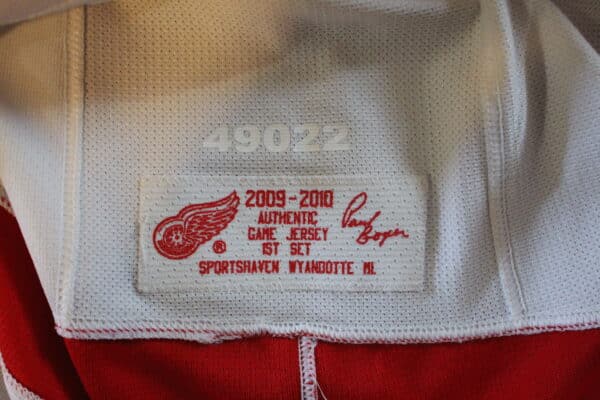 49022
2009-2010
AUTHENTIC
GAME JERSEY
1ST SET
SPORTSHAVEN WYANDOTTE MI.
Paul Boyer
®